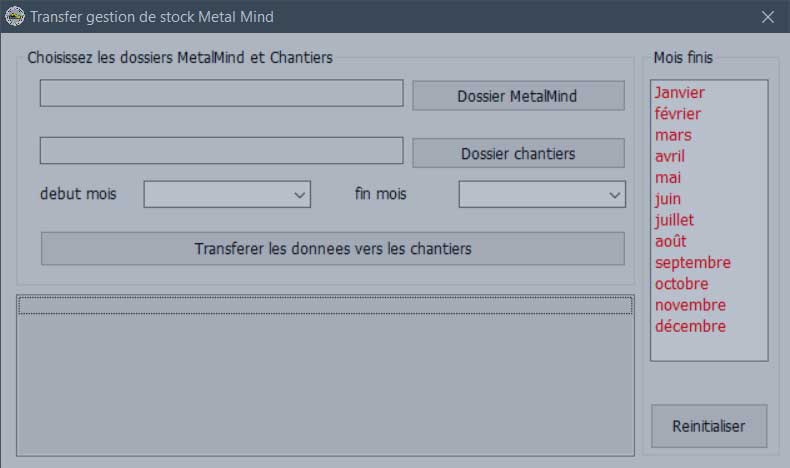 Transfer gestion de stock Metal Mind
Choisissez les dossiers MetalMind et Chantiers
Dossier MetalMind
Dossier chantiers
debut mois
fin mois
Transferer les donnees vers les chantiers
Mois finis
Janvier
février
mars
avril
mai
juin
juillet
août
septembre
octobre
novembre
décembre
Reinitialiser